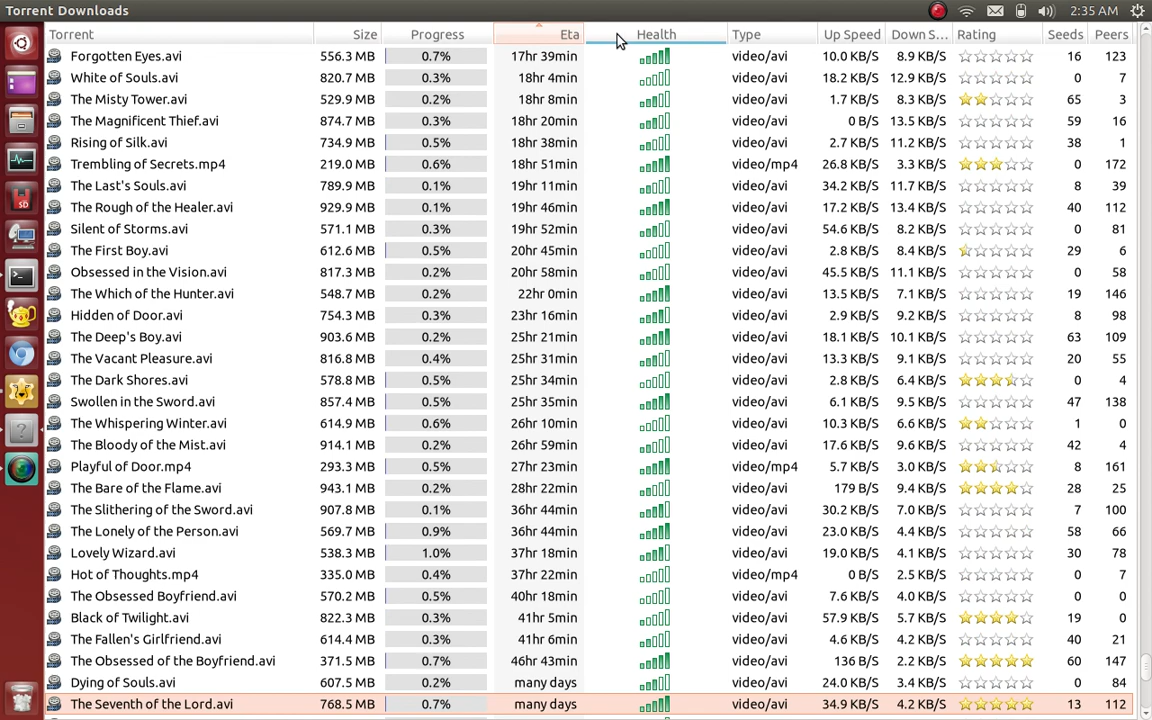 Torrent Downloads 2:35 AM
Torrent Size Progress Eta Health Type Up Speed Down S... Rating Seeds Peers
Forgotten Eyes.avi 556.3 MB 0.7% 17hr 39min video/avi 10.0 KB/S 8.9 KB/S 16 123
White of Souls.avi 820.7 MB 0.3% 18hr 4min video/avi 18.2 KB/S 12.9 KB/S 0 7
The Misty Tower.avi 529.9 MB 0.2% 18hr 8min video/avi 1.7 KB/S 8.3 KB/S 65 3
The Magnificent Thief.avi 874.7 MB 0.3% 18hr 20min video/avi 0 B/S 13.5 KB/S 59 16
Rising of Silk.avi 734.9 MB 0.5% 18hr 38min video/avi 2.7 KB/S 11.2 KB/S 38 1
Trembling of Secrets.mp4 219.0 MB 0.6% 18hr 51min video/mp4 26.8 KB/S 3.3 KB/S 0 172
The Last's Souls.avi 789.9 MB 0.1% 19hr 11min video/avi 34.2 KB/S 11.7 KB/S 8 39
The Rough of the Healer.avi 929.9 MB 0.1% 19hr 46min video/avi 17.2 KB/S 13.4 KB/S 40 112
Silent of Storms.avi 571.1 MB 0.3% 19hr 52min video/avi 54.6 KB/S 8.2 KB/S 0 81
The First Boy.avi 612.6 MB 0.5% 20hr 45min video/avi 2.8 KB/S 8.4 KB/S 29 6
Obsessed in the Vision.avi 817.3 MB 0.2% 20hr 58min video/avi 45.5 KB/S 11.1 KB/S 0 58
The Which of the Hunter.avi 548.7 MB 0.2% 22hr 0min video/avi 13.5 KB/S 7.1 KB/S 19 146
Hidden of Door.avi 754.3 MB 0.3% 23hr 16min video/avi 2.9 KB/S 9.2 KB/S 8 98
The Deep's Boy.avi 903.6 MB 0.2% 25hr 21min video/avi 18.1 KB/S 10.1 KB/S 63 109
The Vacant Pleasure.avi 816.8 MB 0.4% 25hr 31min video/avi 13.3 KB/S 9.1 KB/S 20 55
The Dark Shores.avi 578.8 MB 0.5% 25hr 34min video/avi 2.8 KB/S 6.4 KB/S 0 4
Swollen in the Sword.avi 857.4 MB 0.5% 25hr 35min video/avi 6.1 KB/S 9.5 KB/S 47 138
The Whispering Winter.avi 614.9 MB 0.6% 26hr 10min video/avi 10.3 KB/S 6.6 KB/S 1 0
The Bloody of the Mist.avi 914.1 MB 0.2% 26hr 59min video/avi 17.6 KB/S 9.6 KB/S 42 4
Playful of Door.mp4 293.3 MB 0.5% 27hr 23min video/mp4 5.7 KB/S 3.0 KB/S 8 161
The Bare of the Flame.avi 943.1 MB 0.2% 28hr 22min video/avi 179 B/S 9.4 KB/S 28 25
The Slithering of the Sword.avi 907.8 MB 0.1% 36hr 44min video/avi 30.2 KB/S 7.0 KB/S 7 100
The Lonely of the Person.avi 569.7 MB 0.9% 36hr 44min video/avi 23.0 KB/S 4.4 KB/S 58 66
Lovely Wizard.avi 538.3 MB 1.0% 37hr 18min video/avi 19.0 KB/S 4.1 KB/S 30 78
Hot of Thoughts.mp4 335.0 MB 0.4% 37hr 22min video/mp4 0 B/S 2.5 KB/S 0 7
The Obsessed Boyfriend.avi 570.2 MB 0.5% 40hr 18min video/avi 7.6 KB/S 4.0 KB/S 0 0
Black of Twilight.avi 822.3 MB 0.3% 41hr 5min video/avi 57.9 KB/S 5.7 KB/S 19 0
The Fallen's Girlfriend.avi 614.4 MB 0.3% 41hr 6min video/avi 4.6 KB/S 4.2 KB/S 40 21
The Obsessed of the Boyfriend.avi 371.5 MB 0.7% 46hr 43min video/avi 136 B/S 2.2 KB/S 60 147
Dying of Souls.avi 607.5 MB 0.2% many days video/avi 24.0 KB/S 3.4 KB/S 0 84
The Seventh of the Lord.avi 768.5 MB 0.7% many days video/avi 34.9 KB/S 4.2 KB/S 13 112